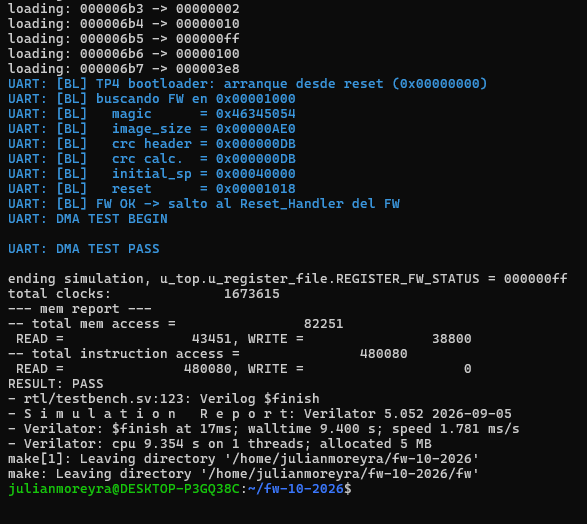 loading: 000006b3 -> 00000002
loading: 000006b4 -> 00000010
loading: 000006b5 -> 000000ff
loading: 000006b6 -> 00000100
loading: 000006b7 -> 000003e8
UART: [BL] TP4 bootloader: arranque desde reset (0x00000000)
UART: [BL] buscando FW en 0x00001000
UART: [BL]   magic      = 0x46345054
UART: [BL]   image_size = 0x00000AE0
UART: [BL]   crc header = 0x000000DB
UART: [BL]   crc calc.  = 0x000000DB
UART: [BL]   initial_sp = 0x00040000
UART: [BL]   reset      = 0x00001018
UART: [BL] FW OK -> salto al Reset_Handler del FW
UART: DMA TEST BEGIN
UART: DMA TEST PASS
ending simulation, u_top.u_register_file.REGISTER_FW_STATUS = 000000ff
total clocks:              1673615
--- mem report ---
-- total mem access =                82251
 READ =                43451, WRITE =                38800
-- total instruction access =               480080
 READ =               480080, WRITE =                    0
RESULT: PASS
- rtl/testbench.sv:123: Verilog $finish
- S i m u l a t i o n   R e p o r t: Verilator 5.052 2026-09-05
- Verilator: $finish at 17ms; walltime 9.400 s; speed 1.781 ms/s
- Verilator: cpu 9.354 s on 1 threads; allocated 5 MB
make[1]: Leaving directory '/home/julianmoreyra/fw-10-2026'
make: Leaving directory '/home/julianmoreyra/fw-10-2026/fw'
julianmoreyra@DESKTOP-P3GQ38C:~/fw-10-2026$